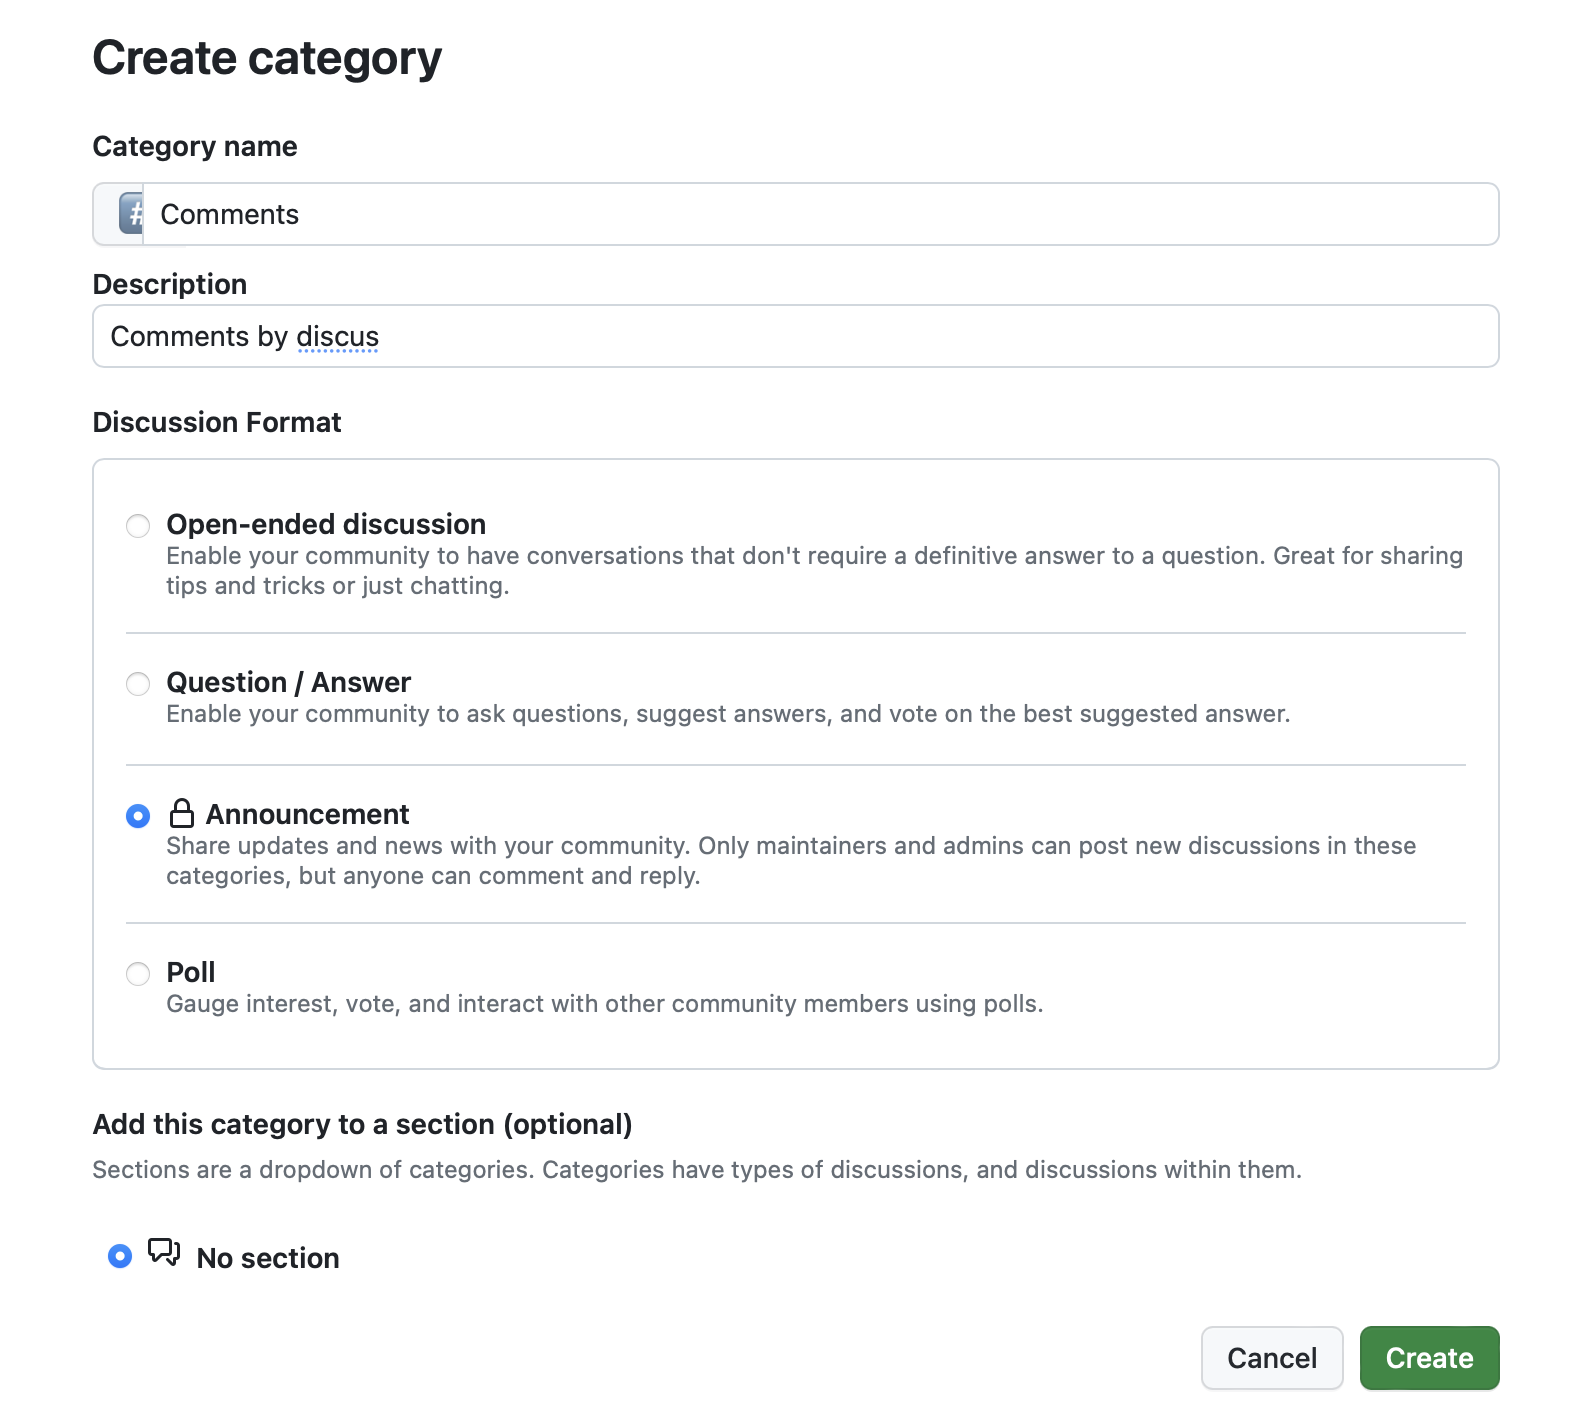 Create category
Category name
# Comments
Description
Comments by discus
Discussion Format
Open-ended discussion
Enable your community to have conversations that don't require a definitive answer to a question. Great for sharing
tips and tricks or just chatting.
Question / Answer
Enable your community to ask questions, suggest answers, and vote on the best suggested answer.
Announcement
Share updates and news with your community. Only maintainers and admins can post new discussions in these
categories, but anyone can comment and reply.
Poll
Gauge interest, vote, and interact with other community members using polls.
Add this category to a section (optional)
Sections are a dropdown of categories. Categories have types of discussions, and discussions within them.
No section
Cancel Create